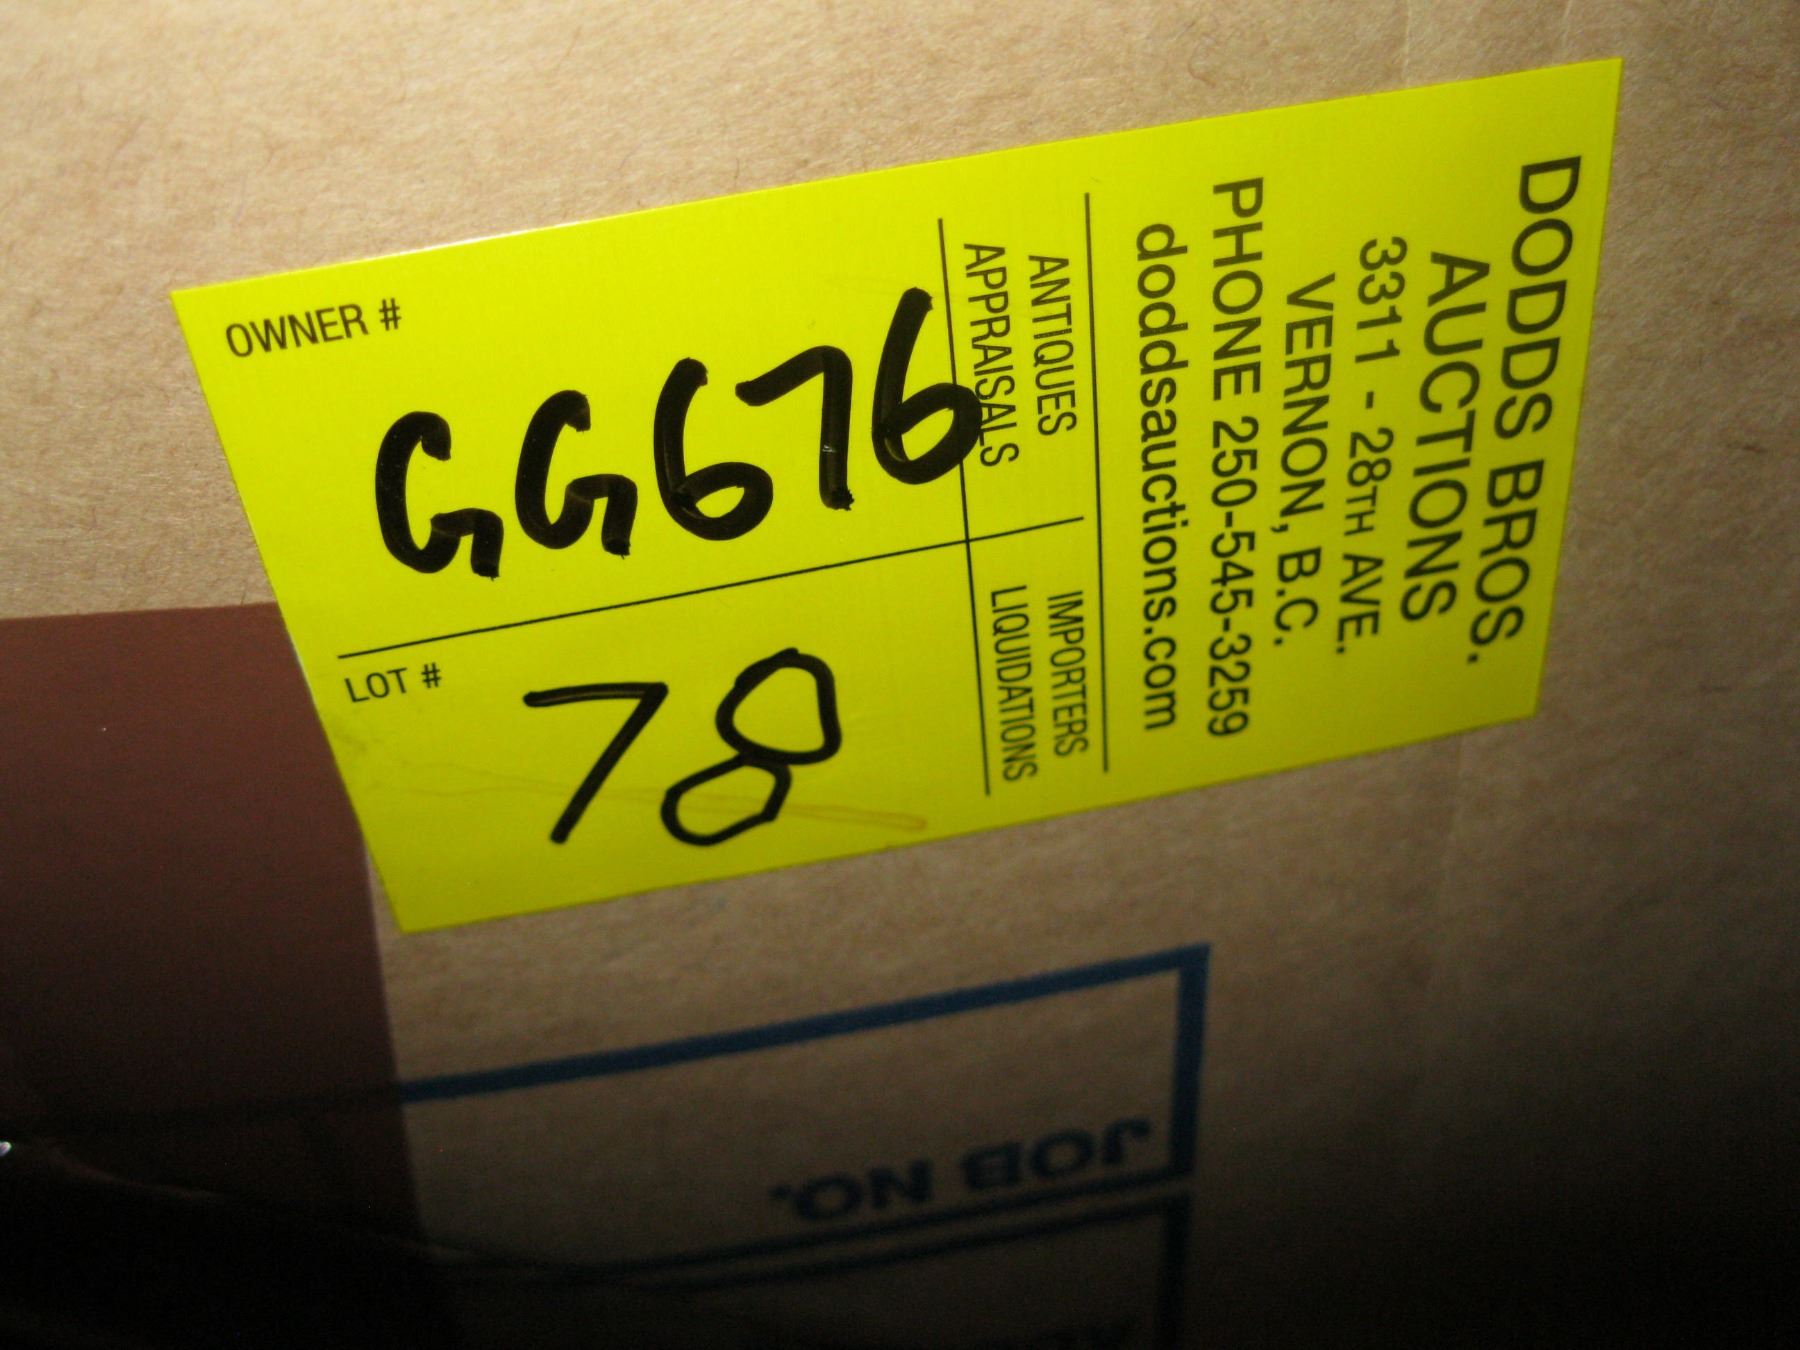 DODDS BROS.
AUCTIONS
3311 - 28TH AVE.
VERNON, B.C.
PHONE 250-545-3259
doddsauctions.com
ANTIQUES
APPRAISALS
IMPORTERS
LIQUIDATIONS
OWNER #
GG676
LOT #
78
JOB NO.